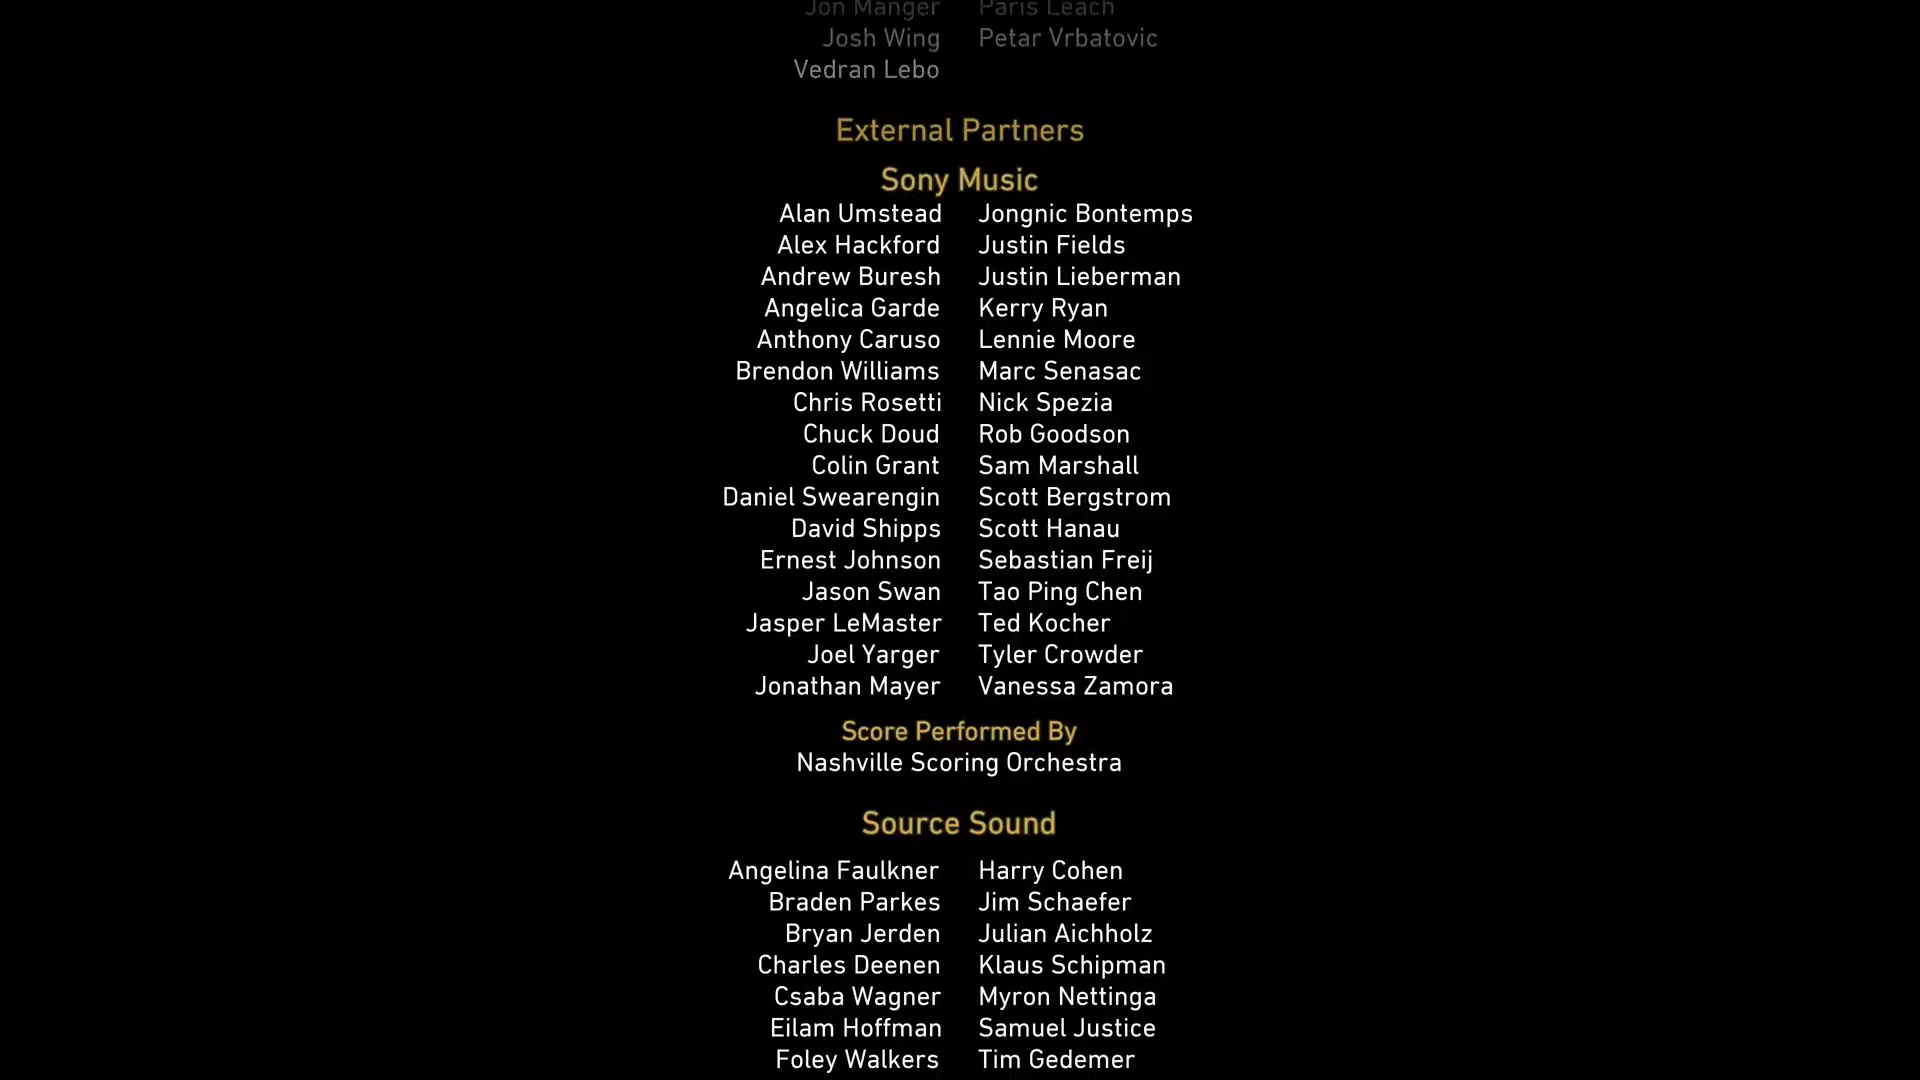 Jon Manger Paris Leach
Josh Wing Petar Vrbatovic
Vedran Lebo
External Partners
Sony Music
Alan Umstead Jongnic Bontemps
Alex Hackford Justin Fields
Andrew Buresh Justin Lieberman
Angelica Garde Kerry Ryan
Anthony Caruso Lennie Moore
Brendon Williams Marc Senasac
Chris Rosetti Nick Spezia
Chuck Doud Rob Goodson
Colin Grant Sam Marshall
Daniel Swearengin Scott Bergstrom
David Shipps Scott Hanau
Ernest Johnson Sebastian Freij
Jason Swan Tao Ping Chen
Jasper LeMaster Ted Kocher
Joel Yarger Tyler Crowder
Jonathan Mayer Vanessa Zamora
Score Performed By
Nashville Scoring Orchestra
Source Sound
Angelina Faulkner Harry Cohen
Braden Parkes Jim Schaefer
Bryan Jerden Julian Aichholz
Charles Deenen Klaus Schipman
Csaba Wagner Myron Nettinga
Eilam Hoffman Samuel Justice
Foley Walkers Tim Gedemer